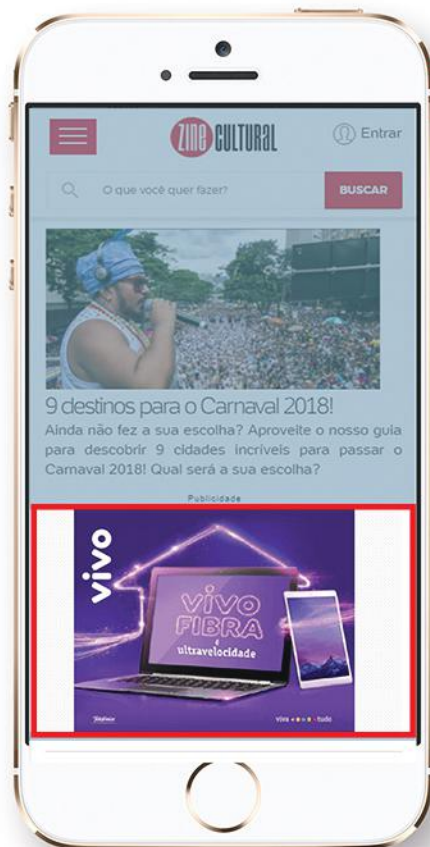 ZINE CULTURAL
Entrar
O que você quer fazer?
BUSCAR
9 destinos para o Carnaval 2018!
Ainda não fez a sua escolha? Aproveite o nosso guia
para descobrir 9 cidades incríveis para passar o
Carnaval 2018! Qual será a sua escolha?
Publicidade
vivo
vivo
FIBRA
é
ultravelocidade
Telefónica
viva tudo